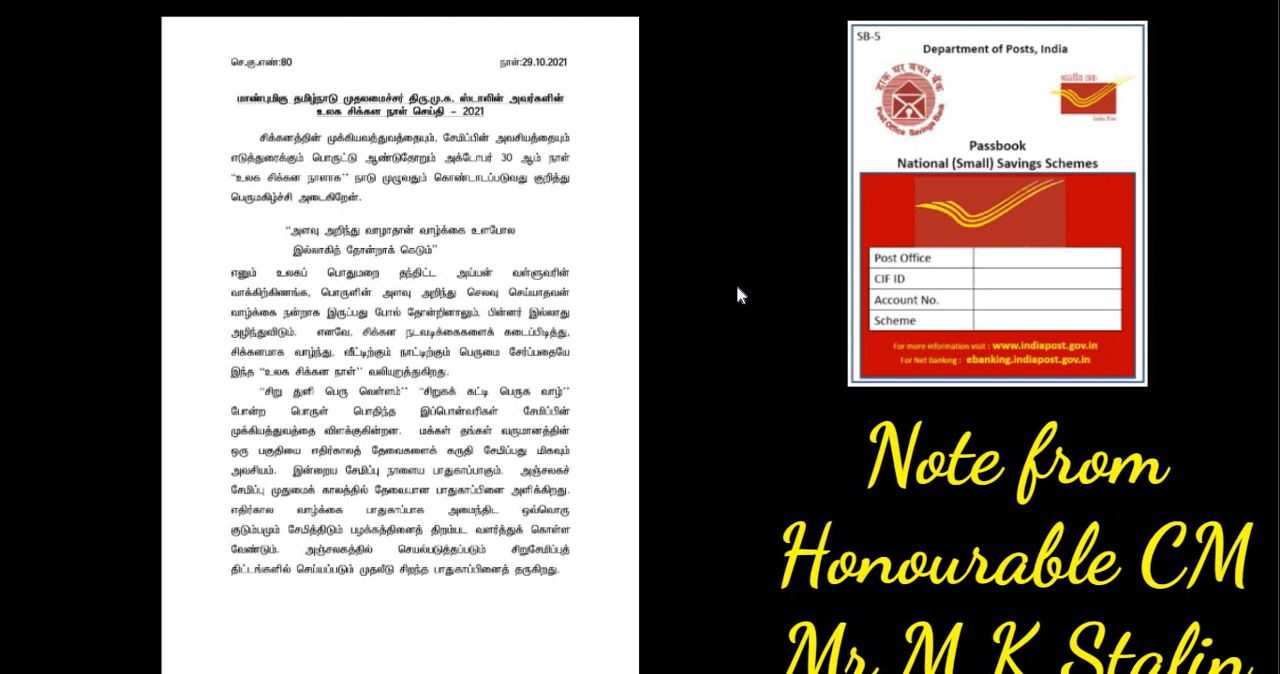 செ.கு.எண்:80 நாள்:29.10.2021
மாண்புமிகு தமிழ்நாடு முதலமைச்சர் திரு.மு.க. ஸ்டாலின் அவர்களின்
உலக சிக்கன நாள் செய்தி – 2021
சிக்கனத்தின் முக்கியவத்துவத்தையும், சேமிப்பின் அவசியத்தையும்
எடுத்துரைக்கும் பொருட்டு ஆண்டுதோறும் அக்டோபர் 30 ஆம் நாள்
“உலக சிக்கன நாளாக’’ நாடு முழுவதும் கொண்டாடப்படுவது குறித்து
பெருமகிழ்ச்சி அடைகிறேன்.
“அளவு அறிந்து வாழாதான் வாழ்க்கை உளபோல
இல்லாகித் தோன்றாக் கெடும்”
எனும் உலகப் பொதுமறை தந்திட்ட அய்யன் வள்ளுவரின்
வாக்கிற்கிணங்க, பொருளின் அளவு அறிந்து செலவு செய்யாதவன்
வாழ்க்கை நன்றாக இருப்பது போல் தோன்றினாலும், பின்னர் இல்லாது
அழிந்துவிடும். எனவே, சிக்கன நடவடிக்கைகளைக் கடைப்பிடித்து,
சிக்கனமாக வாழ்ந்து, வீட்டிற்கும் நாட்டிற்கும் பெருமை சேர்ப்பதையே
இந்த “உலக சிக்கன நாள்’’ வலியுறுத்துகிறது.
“சிறு துளி பெரு வெள்ளம்’’ “சிறுகக் கட்டி பெருக வாழ்’’
போன்ற பொருள் பொதிந்த இப்பொன்வரிகள் சேமிப்பின்
முக்கியத்துவத்தை விளக்குகின்றன. மக்கள் தங்கள் வருமானத்தின்
ஒரு பகுதியை எதிர்காலத் தேவைகளைக் கருதி சேமிப்பது மிகவும்
அவசியம். இன்றைய சேமிப்பு நாளைய பாதுகாப்பாகும். அஞ்சலகச்
சேமிப்பு முதுமைக் காலத்தில் தேவையான பாதுகாப்பினை அளிக்கிறது.
எதிர்கால வாழ்க்கை பாதுகாப்பாக அமைந்திட ஒவ்வொரு
குடும்பமும் சேமித்திடும் பழக்கத்தினைத் திறம்பட வளர்த்துக் கொள்ள
வேண்டும். அஞ்சலகத்தில் செயல்படுத்தப்படும் சிறுசேமிப்புத்
திட்டங்களில் செய்யப்படும் முதலீடு சிறந்த பாதுகாப்பினைத் தருகிறது.
SB-5
Department of Posts, India
डाक घर बचत बैंक
Post Office Savings Bank
भारतीय डाक
India Post
Passbook
National (Small) Savings Schemes
Post Office
CIF ID
Account No.
Scheme
For more information visit : www.indiapost.gov.in
For Net Banking : ebanking.indiapost.gov.in
Note from
Honourable CM
Mr M K Stalin